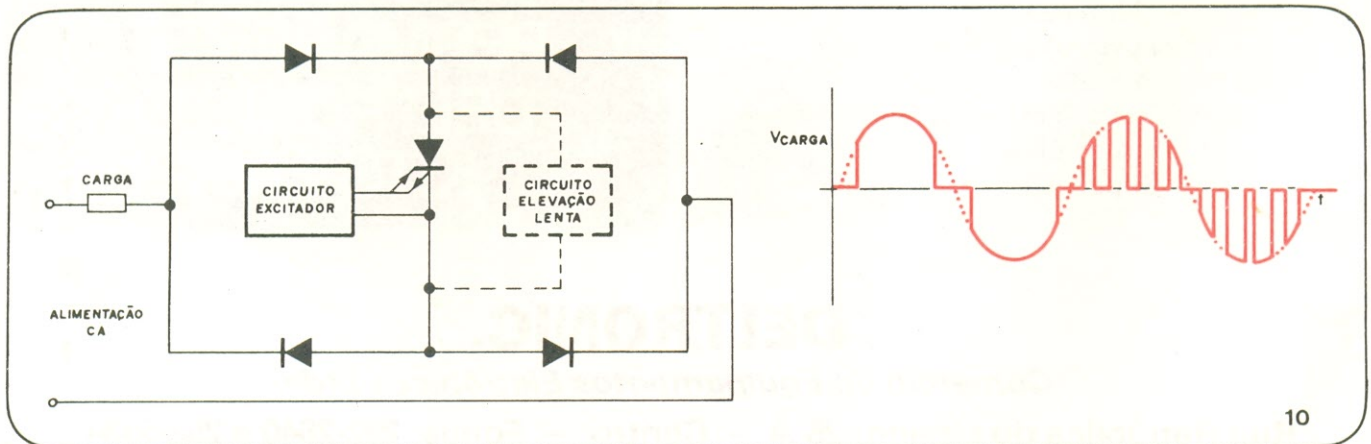 CARGA
ALIMENTAÇÃO
CA
CIRCUITO
EXCITADOR
CIRCUITO
ELEVAÇÃO
LENTA
VCARGA
t
10